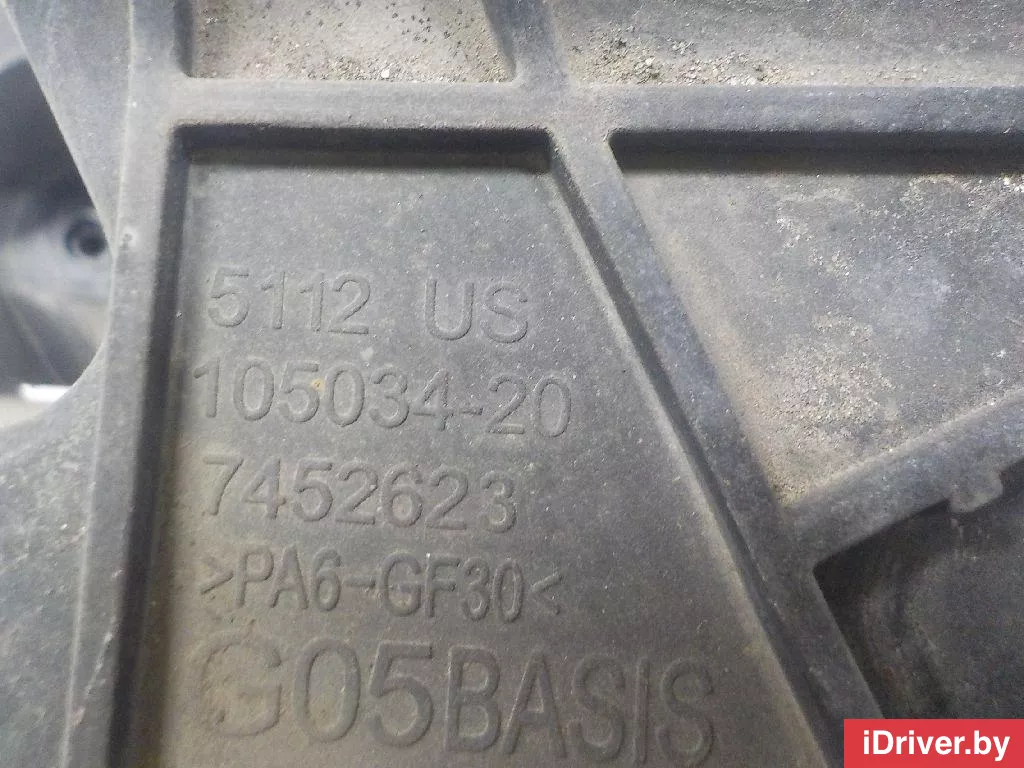 5112 US
105034-20
7452623
>PA6-GF30<
G05BASIS
iDriver.by